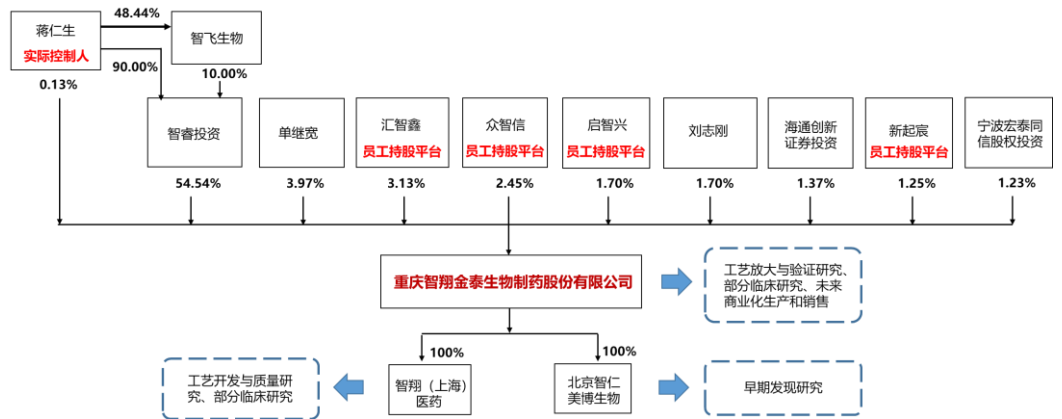 蒋仁生
实际控制人
48.44%
智飞生物
90.00%
10.00%
0.13%
智睿投资
单继宽
汇智鑫
员工持股平台
众智信
员工持股平台
启智兴
员工持股平台
刘志刚
海通创新
证券投资
新起宸
员工持股平台
宁波宏泰同
信股权投资
54.54%
3.97%
3.13%
2.45%
1.70%
1.70%
1.37%
1.25%
1.23%
重庆智翔金泰生物制药股份有限公司
工艺放大与验证研究、
部分临床研究、未来
商业化生产和销售
100%
100%
工艺开发与质量研
究、部分临床研究
智翔（上海）
医药
北京智仁
美博生物
早期发现研究